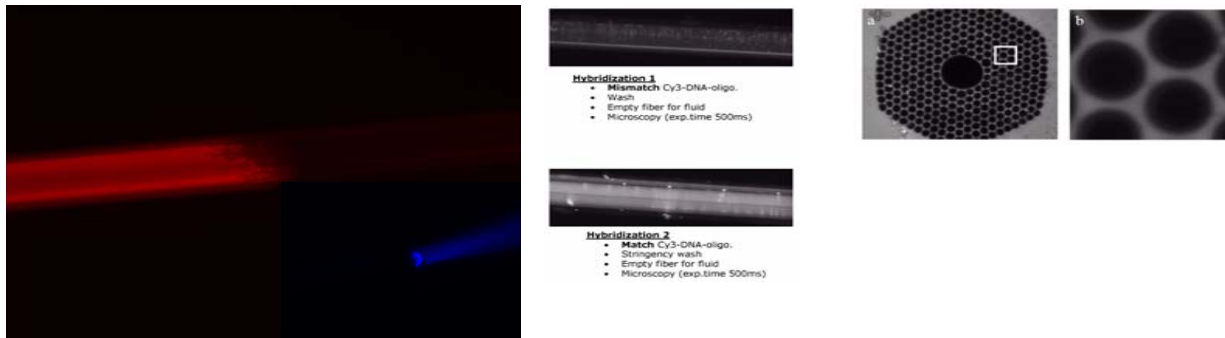 Hybridization 1
• Mismatch Cy3-DNA-oligo.
• Wash
• Empty fiber for fluid
• Microscopy (exp.time 500ms)
Hybridization 2
• Match Cy3-DNA-oligo.
• Stringency wash
• Empty fiber for fluid
• Microscopy (exp.time 500ms)
a
b